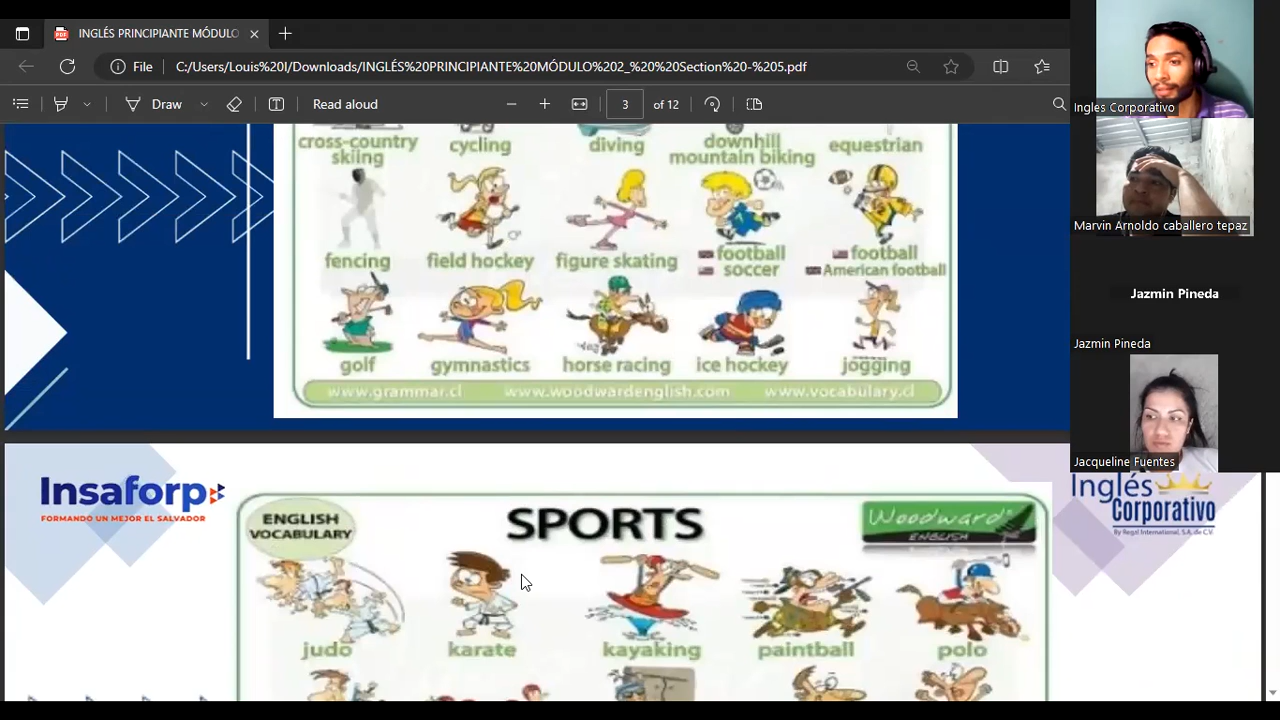 INGLÉS PRINCIPIANTE MÓDULO
File
C:/Users/Louis%20I/Downloads/INGLÉS%20PRINCIPIANTE%20MÓDULO%202_%20%20Section%20-%205.pdf
Draw
Read aloud
3
of 12
cross-country
skiing
cycling
diving
downhill
mountain biking
equestrian
fencing
field hockey
figure skating
football
soccer
football
American football
golf
gymnastics
horse racing
ice hockey
jogging
www.grammar.cl
www.woodwardenglish.com
www.vocabulary.cl
Insaforp
FORMANDO UN MEJOR EL SALVADOR
ENGLISH
VOCABULARY
SPORTS
Woodward
ENGLISH
Inglés
Corporativo
By Regal International, S.A. de C.V.
judo
karate
kayaking
paintball
polo
Ingles Corporativo
Marvin Arnoldo caballero tepaz
Jazmin Pineda
Jazmin Pineda
Jacqueline Fuentes